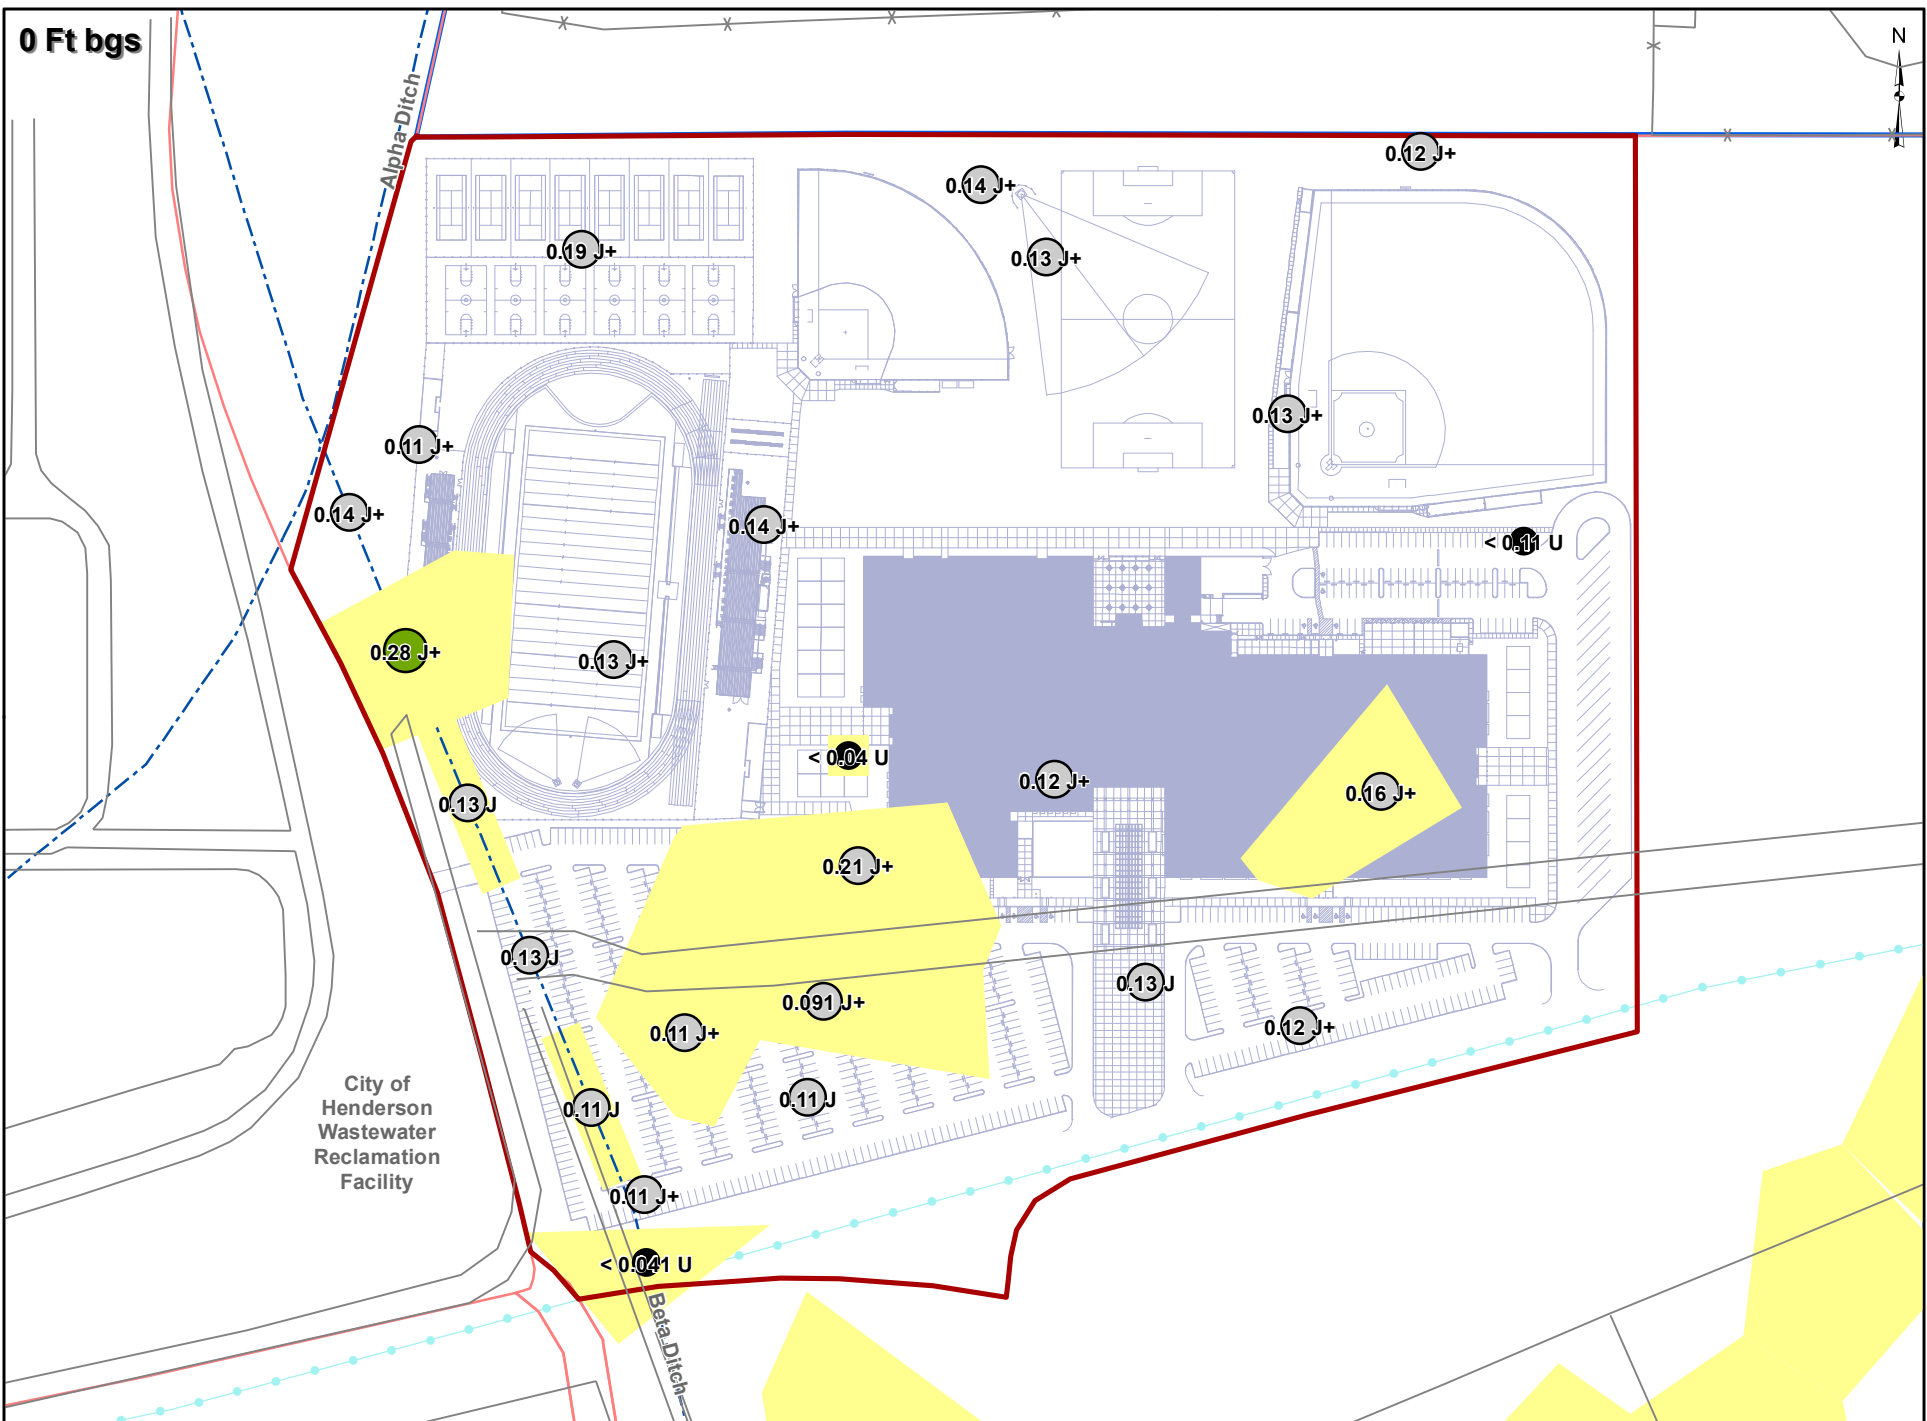 0 Ft bgs
N
Alpha Ditch
0.12 J+
0.14 J+
0.19 J+
0.13 J+
0.13 J+
0.11 J+
0.14 J+
0.14 J+
< 0.11 U
0.28 J+
0.13 J+
< 0.04 U
0.12 J+
0.16 J+
0.13 J
0.21 J+
0.13 J
0.13 J
0.091 J+
0.11 J+
0.12 J+
0.11 J
0.11 J
City of
Henderson
Wastewater
Reclamation
Facility
0.11 J+
< 0.041 U
Beta Ditch